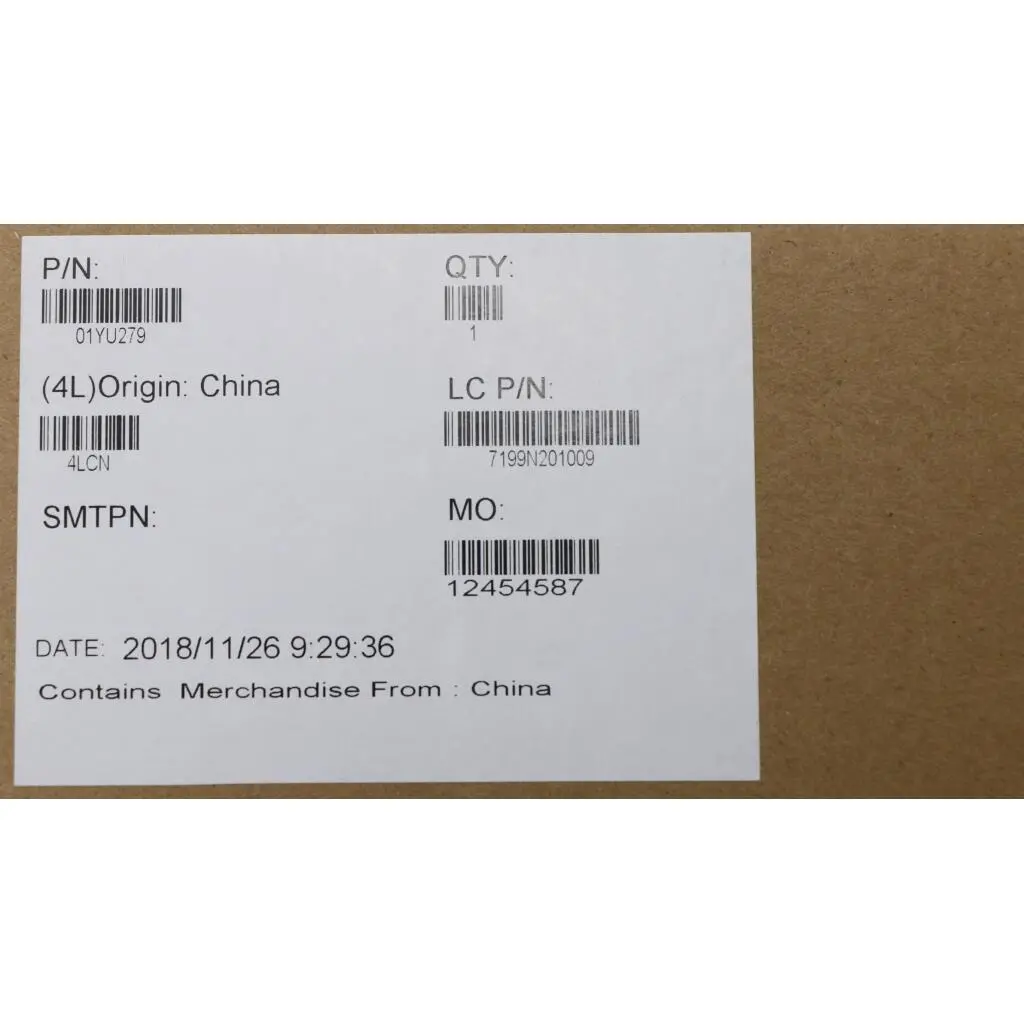 P/N:
01YU279
QTY:
1
(4L)Origin: China
4LCN
LC P/N:
7199N201009
SMTPN:
MO:
12454587
DATE: 2018/11/26 9:29:36
Contains Merchandise From : China